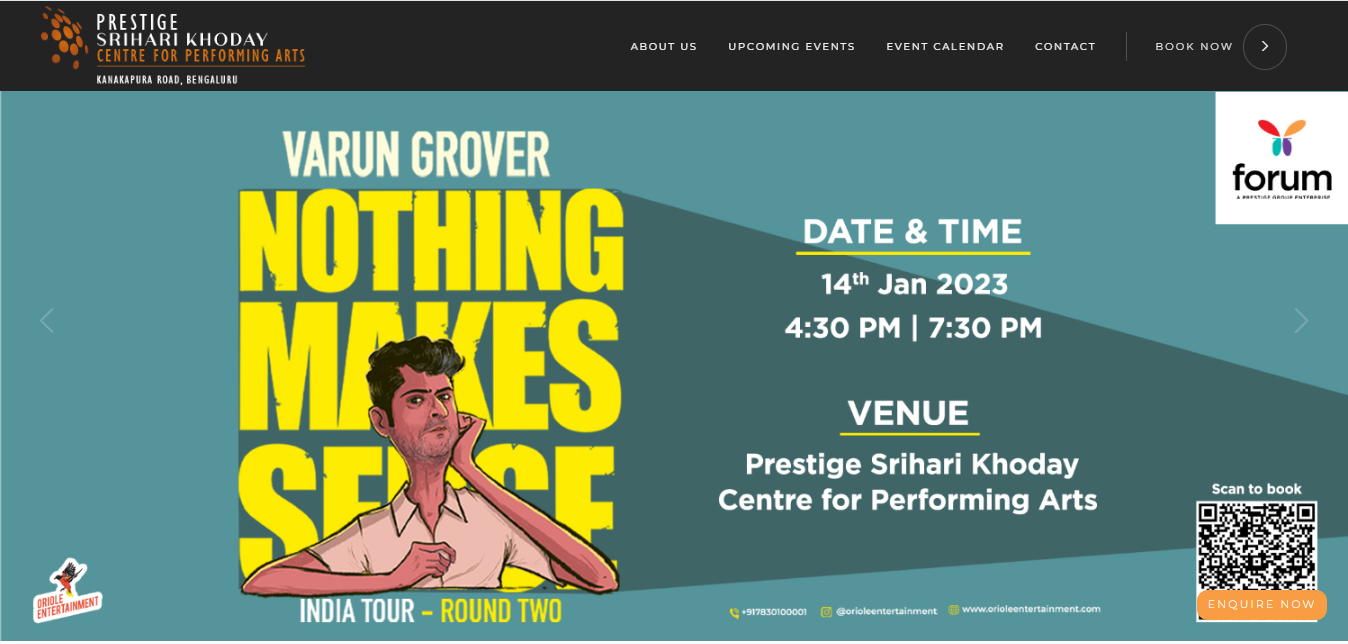 PRESTIGE
SRIHARI KHODAY
CENTRE FOR PERFORMING ARTS
KANAKAPURA ROAD, BENGALURU
ABOUT US
UPCOMING EVENTS
EVENT CALENDAR
CONTACT
BOOK NOW
forum
A PRESTIGE GROUP ENTERPRISE
VARUN GROVER
NOTHING
MAKES
SENSE
INDIA TOUR – ROUND TWO
DATE & TIME
14th Jan 2023
4:30 PM | 7:30 PM
VENUE
Prestige Srihari Khoday
Centre for Performing Arts
Scan to book
ENQUIRE NOW
ORIOLE
ENTERTAINMENT
+917830100001
@orioleentertainment
www.orioleentertainment.com